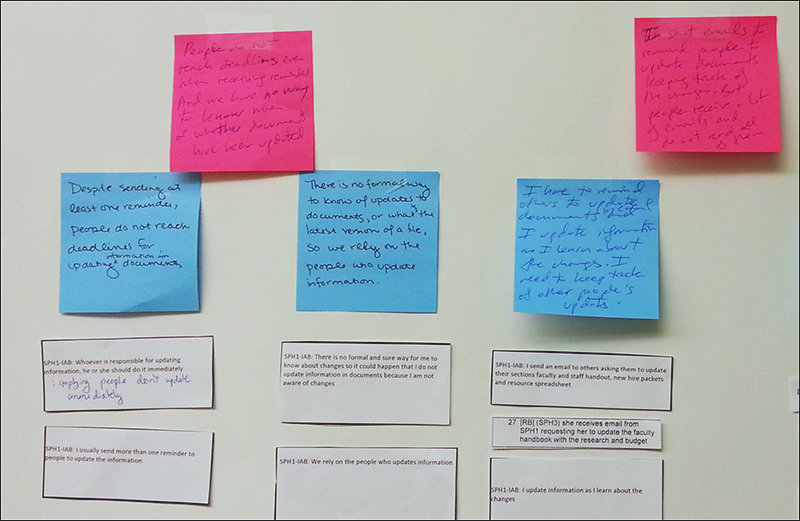 People do not
reach deadlines even
when receiving reminders
And we have no way
to know when
or whether documents
have been updated
sent emails to
remind people to
update documents
keeping track of
the changes. But
people receive a lot
of emails and
do not read all
of them
Despite sending at
least one reminder,
people do not reach
deadlines for
updating information in
documents
There is no formal way
to know of updates to
documents, or what's the
latest version of a file,
so we rely on the
people who update
information.
I have to remind
others to update
documents and
I update information
as I learn about
the changes. I
need to keep track
of other people's
updates.
SPH1-IAB: Whoever is responsible for updating
information, he or she should do it immediately
: implying people don't update
immediately
SPH1-IAB: There is no formal and sure way for me to
know about changes so it could happen that I do not
update information in documents because I am not
aware of changes
SPH1-IAB: I send an email to others asking them to update
their sections faculty and staff handout, new hire packets
and resource spreadsheet
27 [RB] (SPH3) she receives email from
SPH1 requesting her to update the faculty
handbook with the research and budget
SPH1-IAB: I usually send more than one reminder to
people to update the information
SPH1-IAB: We rely on the people who updates information
SPH1-IAB: I update information as I learn about the
changes